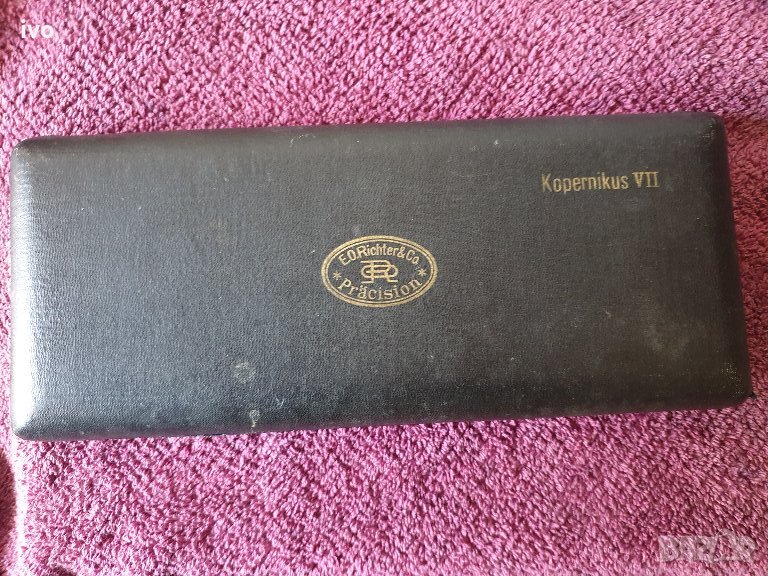 ivo
Kopernikus VII
E.O.Richter & Co.
* Präcision *